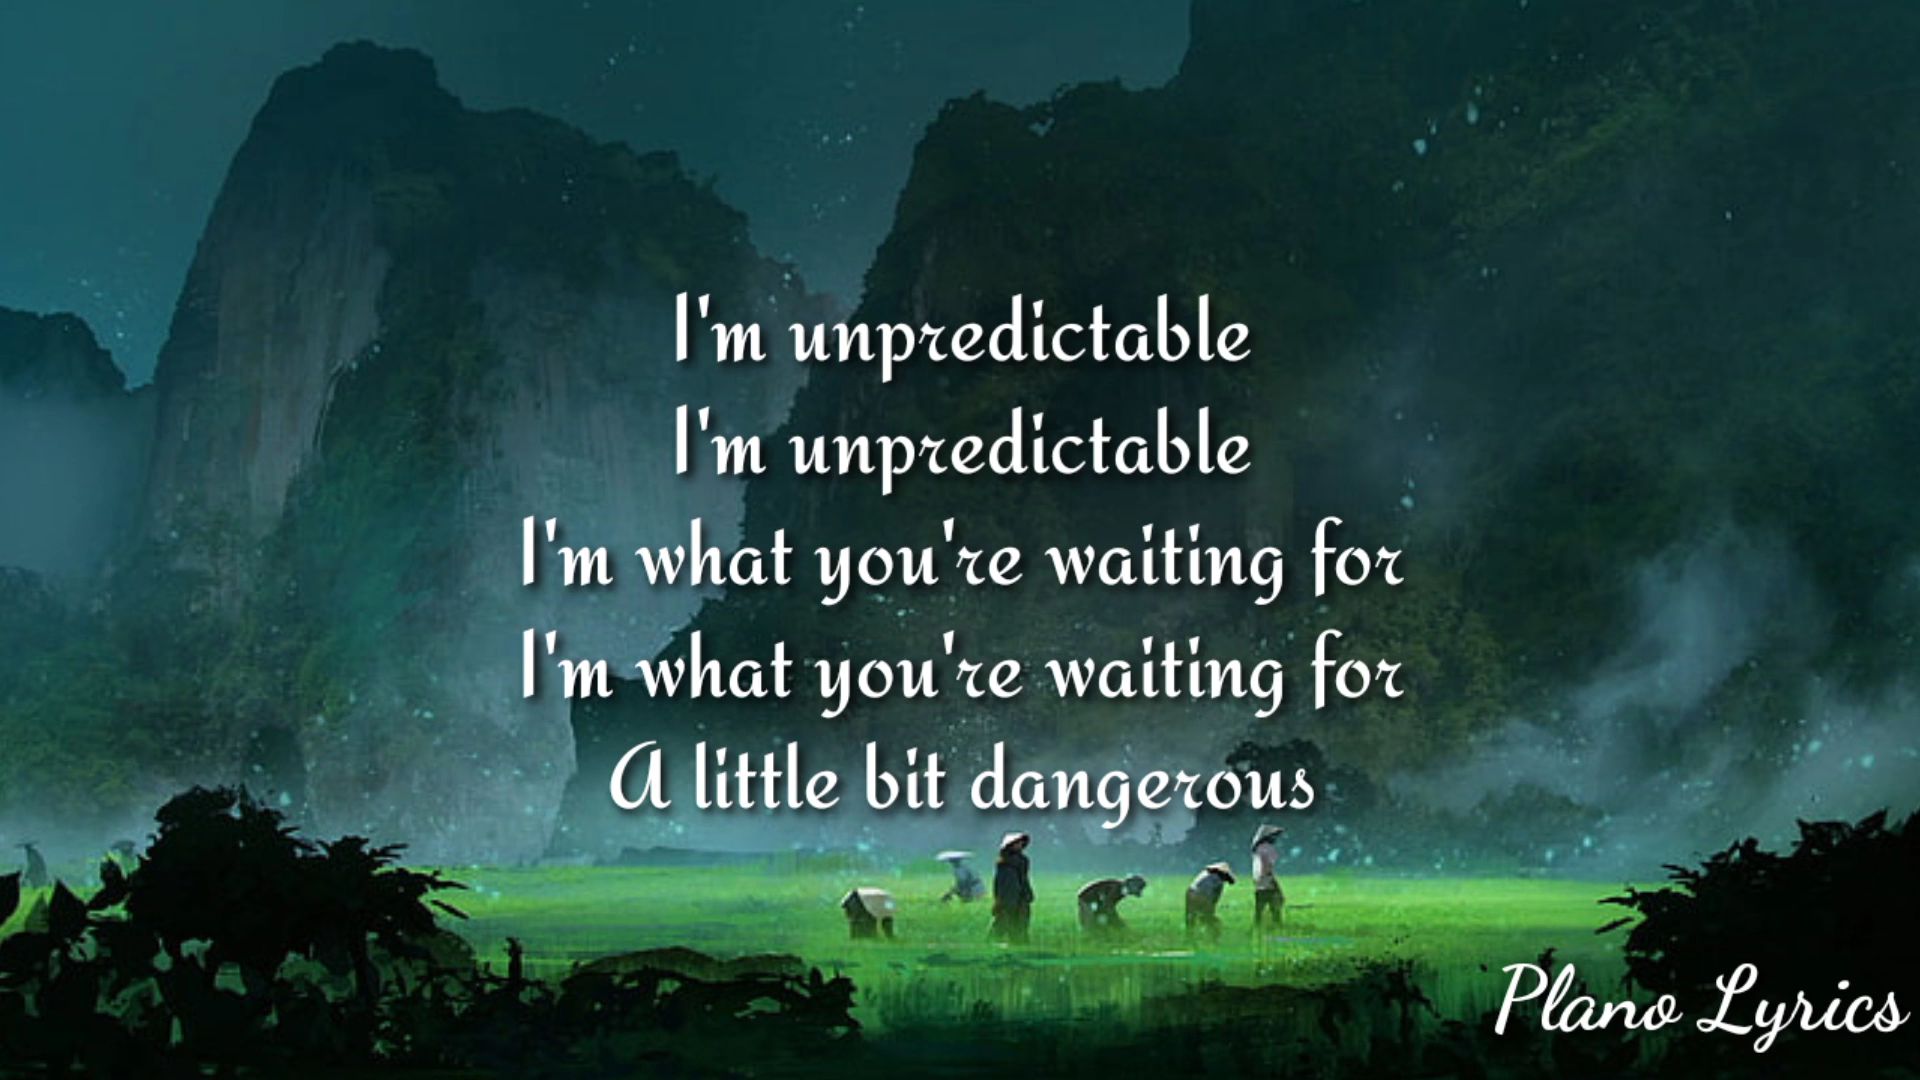 I'm unpredictable
I'm unpredictable
I'm what you're waiting for
I'm what you're waiting for
A little bit dangerous
Plano Lyrics